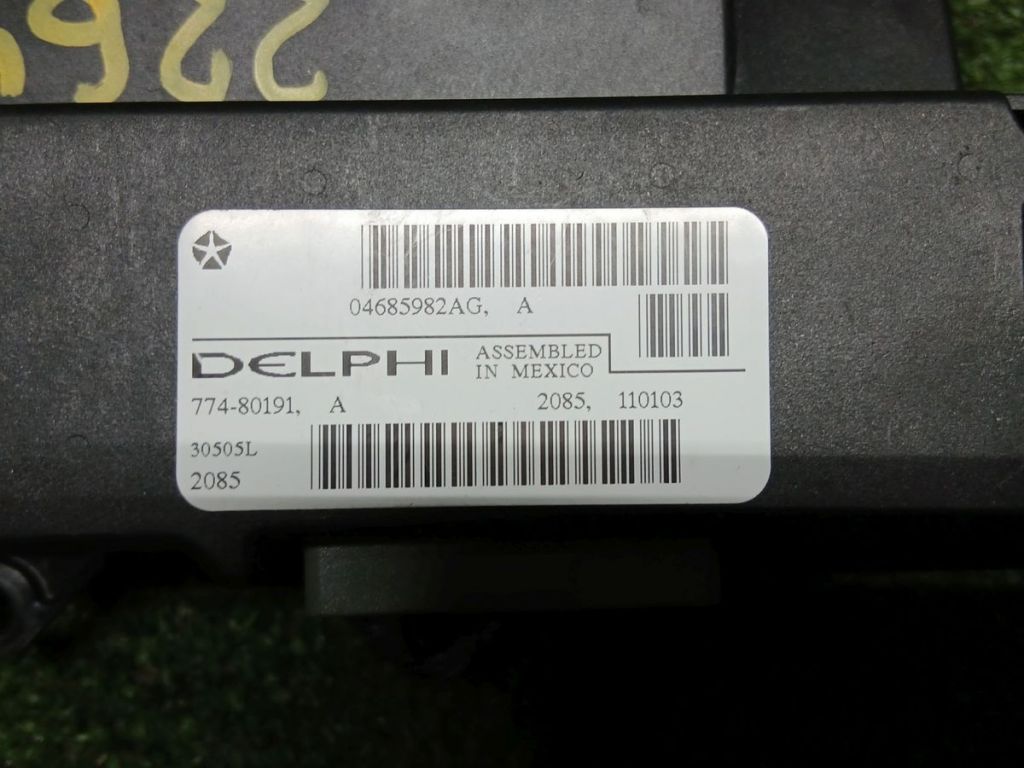 04685982AG, A
DELPHI ASSEMBLED
IN MEXICO
774-80191, A 2085, 110103
30505L
2085